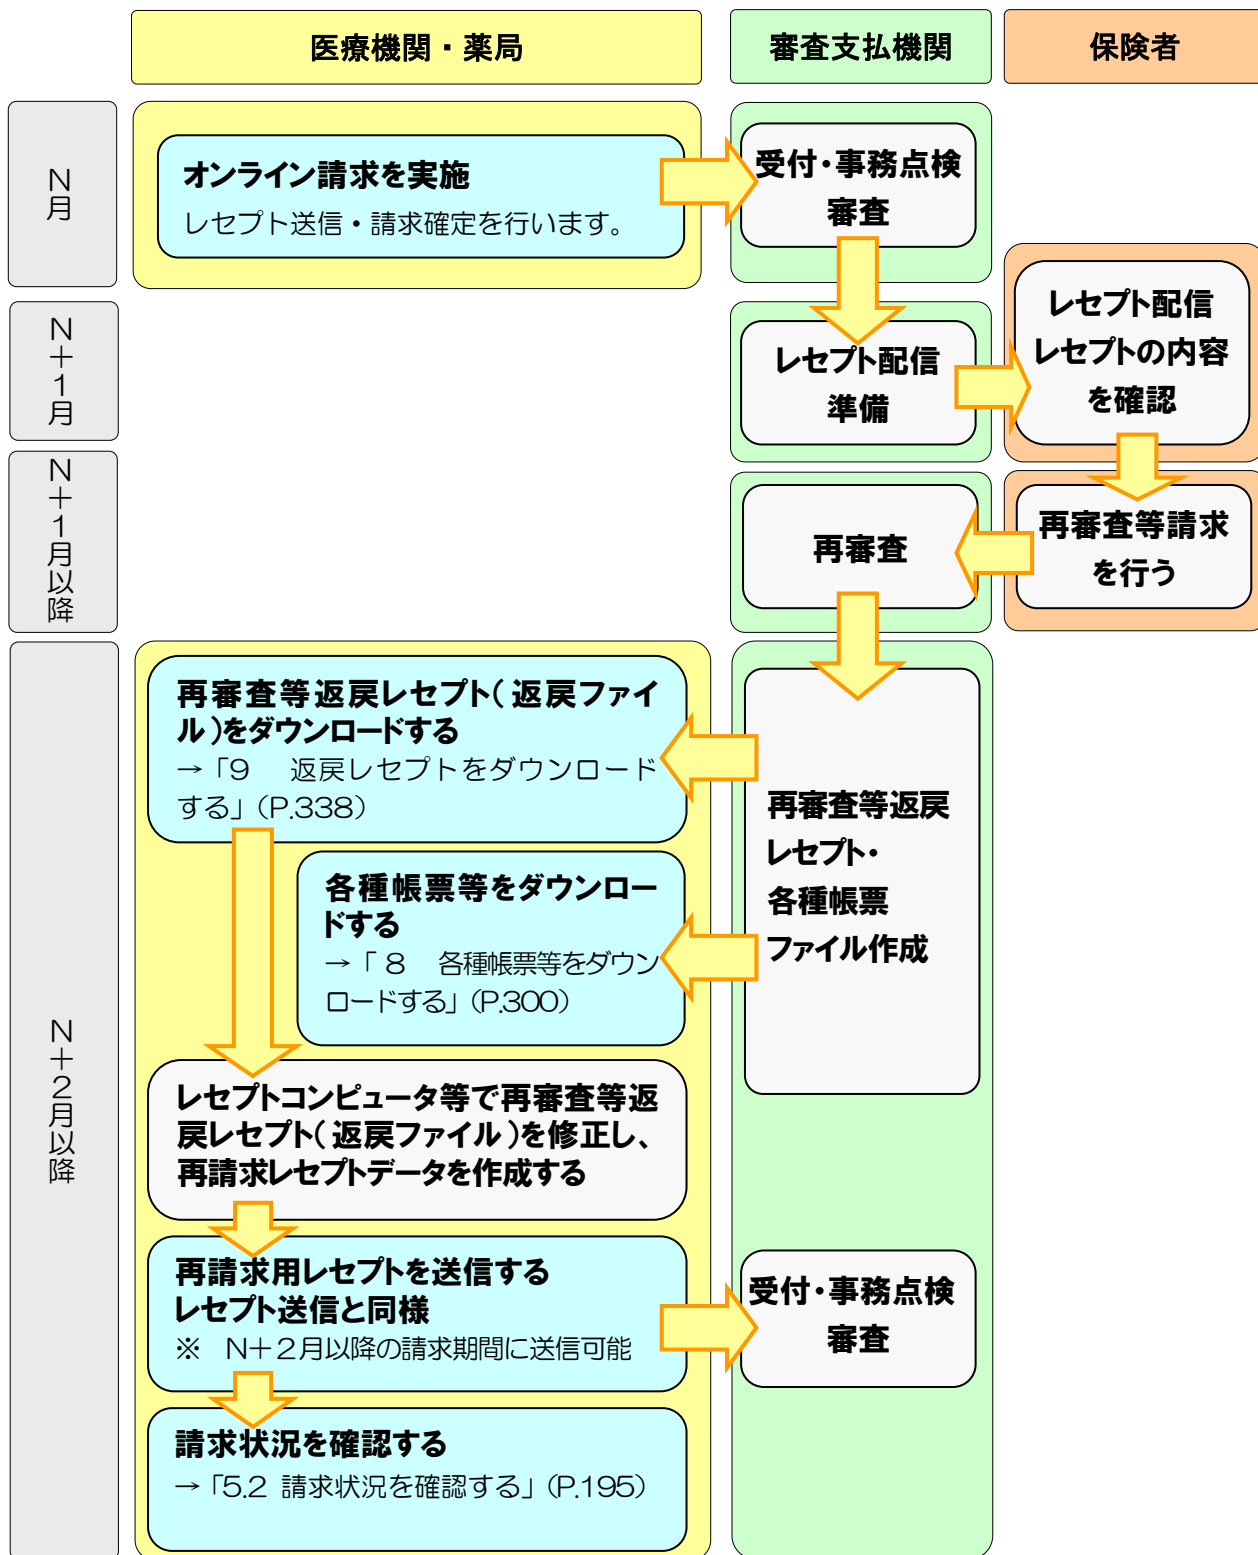 医療機関・薬局
審査支払機関
保険者
N月
オンライン請求を実施
レセプト送信・請求確定を行います。
受付・事務点検
審査
N＋1月
レセプト配信
準備
レセプト配信
レセプトの内容
を確認
N＋1月以降
再審査
再審査等請求
を行う
N＋2月以降
再審査等返戻レセプト（返戻ファイ
ル）をダウンロードする
→「9　返戻レセプトをダウンロード
する」（P.338）
各種帳票等をダウンロー
ドする
→「８　各種帳票等をダウン
ロードする」（P.300）
再審査等返戻
レセプト・
各種帳票
ファイル作成
レセプトコンピュータ等で再審査等返
戻レセプト（返戻ファイル）を修正し、
再請求レセプトデータを作成する
再請求用レセプトを送信する
レセプト送信と同様
※　N＋２月以降の請求期間に送信可能
受付・事務点検
審査
請求状況を確認する
→「5.2 請求状況を確認する」（P.195）